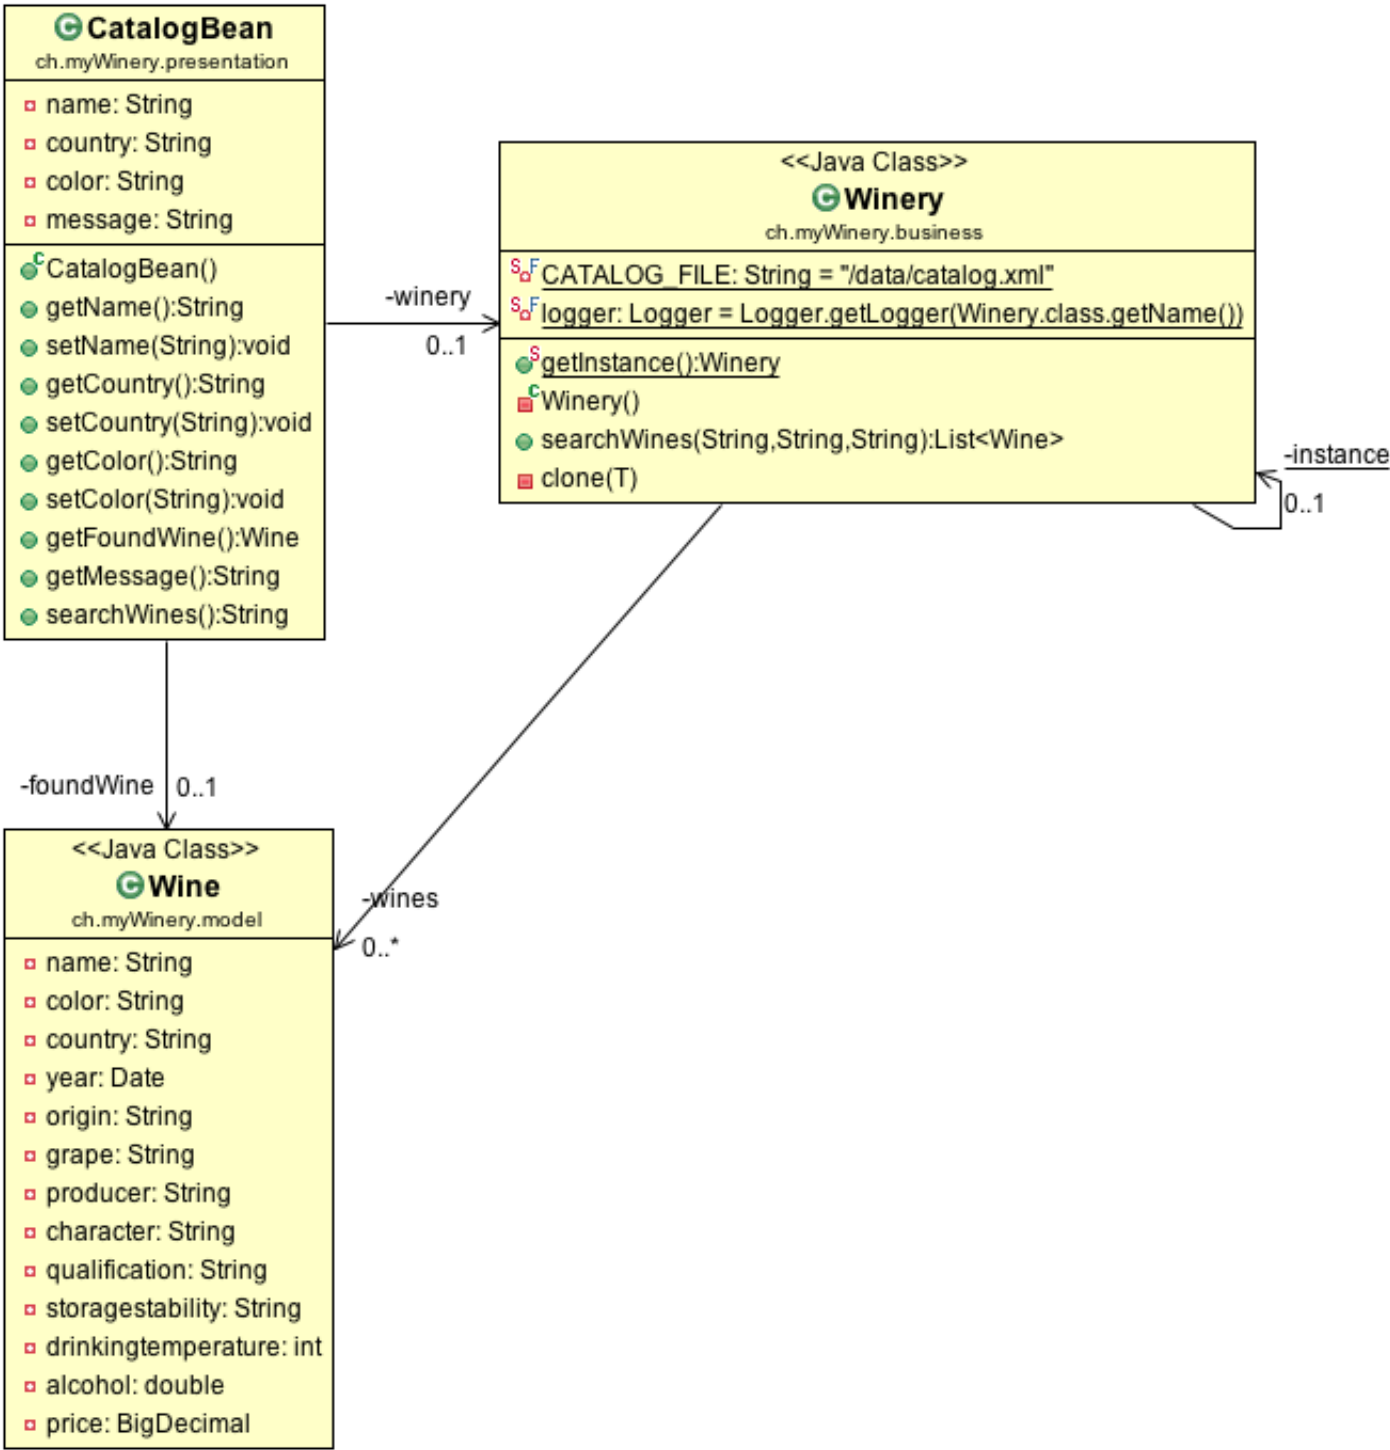 CatalogBean
ch.myWinery.presentation
name: String
country: String
color: String
message: String
CatalogBean()
getName():String
setName(String):void
getCountry():String
setCountry(String):void
getColor():String
setColor(String):void
getFoundWine():Wine
getMessage():String
searchWines():String
-winery
0..1
<<Java Class>>
Winery
ch.myWinery.business
CATALOG_FILE: String = "/data/catalog.xml"
logger: Logger = Logger.getLogger(Winery.class.getName())
getInstance():Winery
Winery()
searchWines(String,String,String):List<Wine>
clone(T)
-instance
0..1
-foundWine
0..1
-wines
0..*
<<Java Class>>
Wine
ch.myWinery.model
name: String
color: String
country: String
year: Date
origin: String
grape: String
producer: String
character: String
qualification: String
storagestability: String
drinkingtemperature: int
alcohol: double
price: BigDecimal